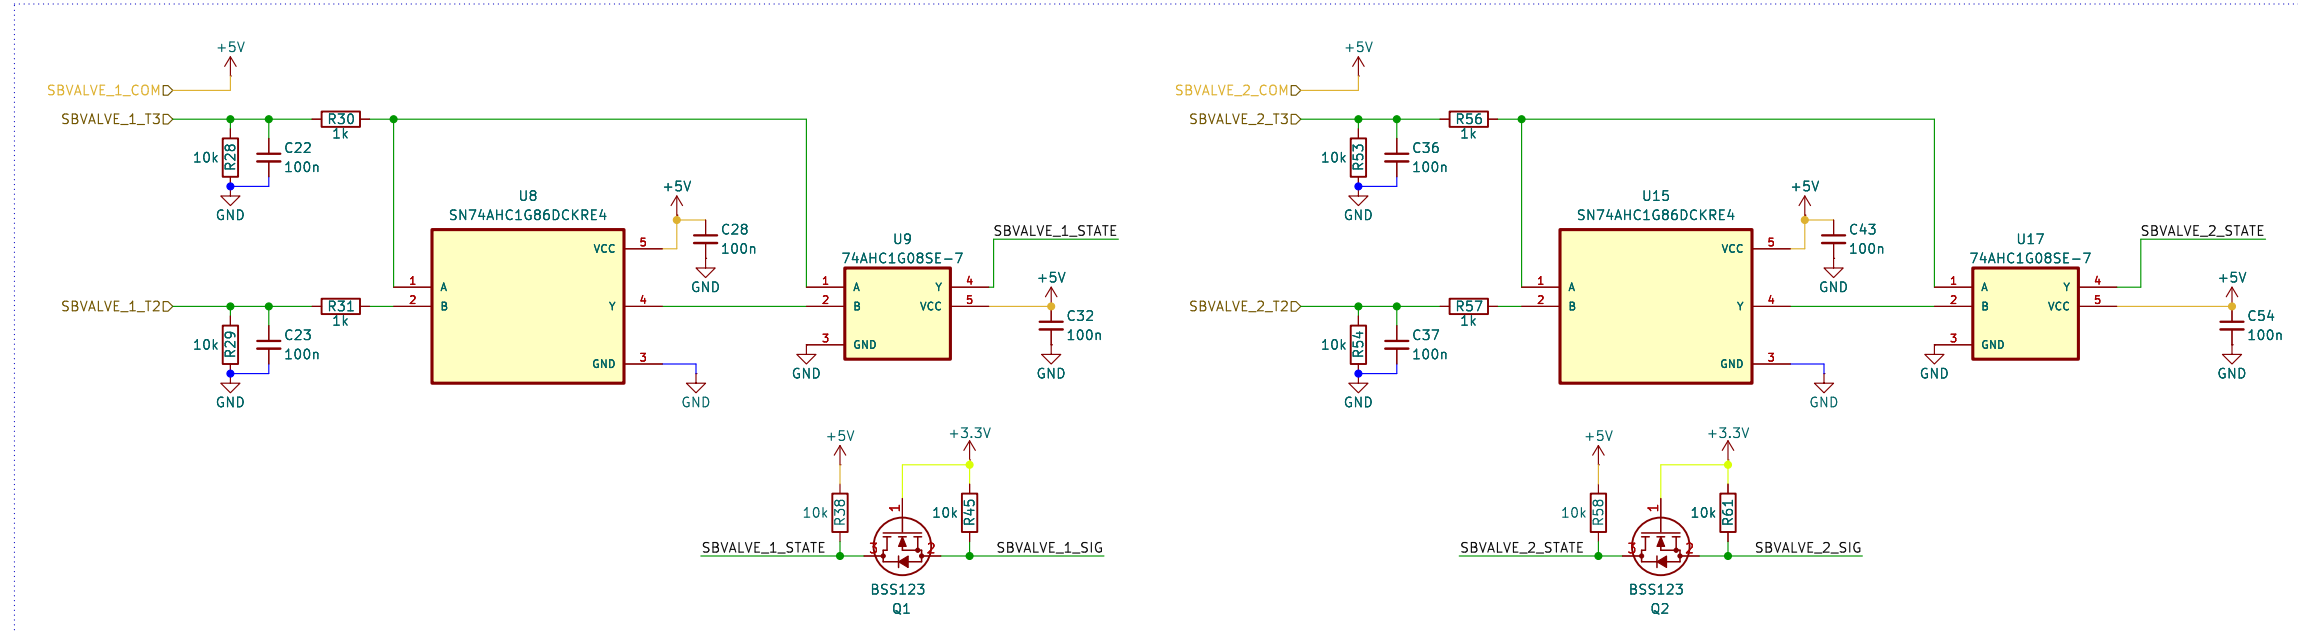 +5V
SBVALVE_1_COM
SBVALVE_1_T3
R30
1k
10k
R28
C22
100n
GND
U8
SN74AHC1G86DCKRE4
+5V
VCC
5
C28
100n
GND
1
A
SBVALVE_1_T2
R31
1k
2
B
Y
4
10k
R29
C23
100n
GND
GND
3
GND
U9
74AHC1G08SE-7
SBVALVE_1_STATE
1
A
Y
4
2
B
VCC
5
3
GND
GND
+5V
C32
100n
GND
+5V
+3.3V
10k
R38
1
10k
R45
SBVALVE_1_STATE
3
2
SBVALVE_1_SIG
BSS123
Q1
+5V
SBVALVE_2_COM
SBVALVE_2_T3
R56
1k
10k
R53
C36
100n
GND
U15
SN74AHC1G86DCKRE4
+5V
VCC
5
C43
100n
GND
1
A
SBVALVE_2_T2
R57
1k
2
B
Y
4
10k
R54
C37
100n
GND
GND
3
GND
U17
74AHC1G08SE-7
SBVALVE_2_STATE
1
A
Y
4
2
B
VCC
5
3
GND
GND
+5V
C54
100n
GND
+5V
+3.3V
10k
R58
1
10k
R61
SBVALVE_2_STATE
3
2
SBVALVE_2_SIG
BSS123
Q2